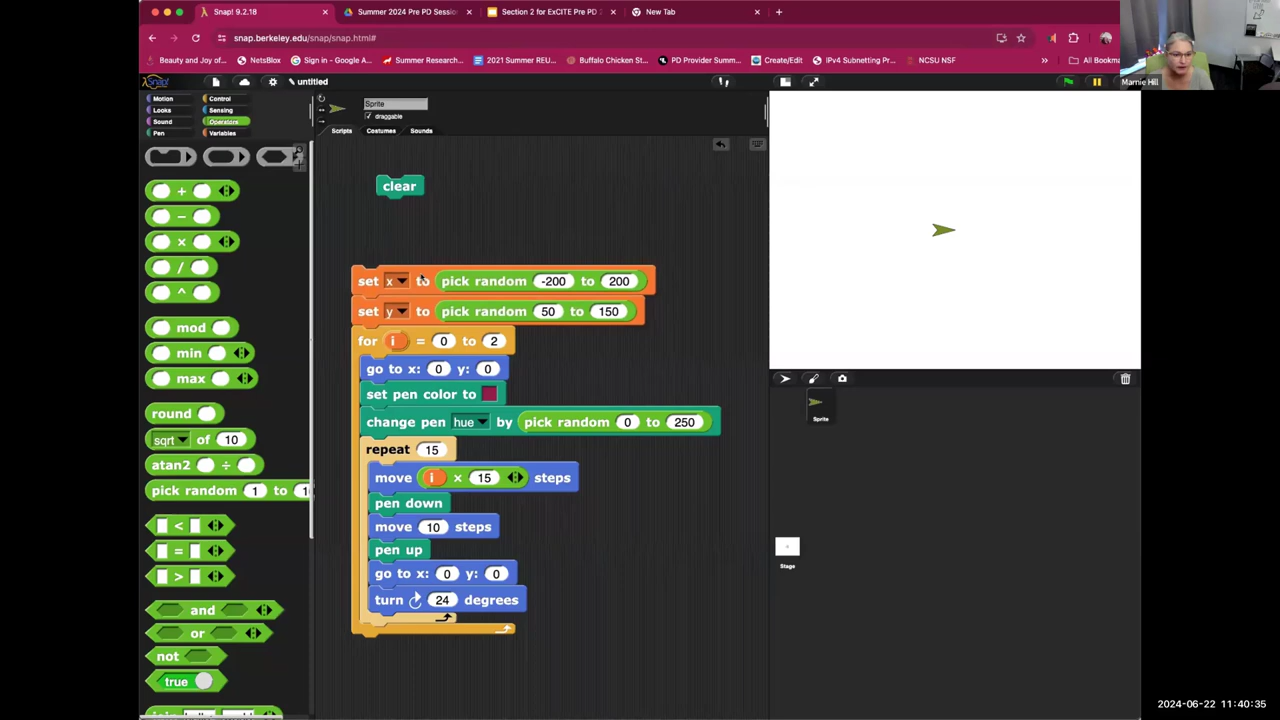 Snap! 9.2.18
Summer 2024 Pre PD Sessio
Section 2 for ExCITE Pre PD
New Tab
snap.berkeley.edu/snap/snap.html#
Beauty and Joy of...
NetsBlox
Sign in - Google A...
Summer Research...
2021 Summer REU...
Buffalo Chicken St...
PD Provider Summ...
Create/Edit
IPv4 Subnetting Pr...
NCSU NSF
All Bookma
Marnie Hill
untitled
Motion
Control
Looks
Sensing
Sound
Operators
Pen
Variables
Sprite
draggable
Scripts
Costumes
Sounds
+
−
×
/
^
mod
min
max
round
sqrt of 10
atan2 ÷
pick random 1 to 1
<
=
>
and
or
not
true
clear
set x to pick random -200 to 200
set y to pick random 50 to 150
for i = 0 to 2
go to x: 0 y: 0
set pen color to
change pen hue by pick random 0 to 250
repeat 15
move i × 15 steps
pen down
move 10 steps
pen up
go to x: 0 y: 0
turn 24 degrees
Sprite
Stage
2024-06-22 11:40:35